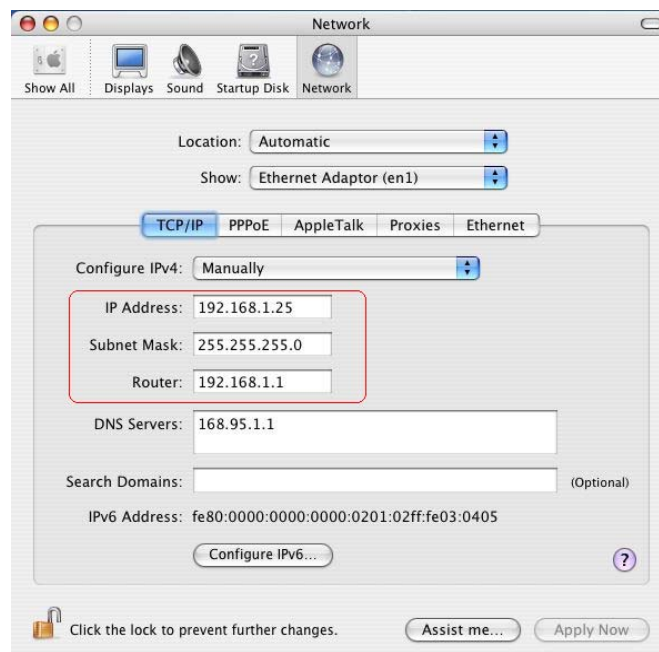 Network
Show All Displays Sound Startup Disk Network
Location: Automatic
Show: Ethernet Adaptor (en1)
TCP/IP PPPoE AppleTalk Proxies Ethernet
Configure IPv4: Manually
IP Address: 192.168.1.25
Subnet Mask: 255.255.255.0
Router: 192.168.1.1
DNS Servers: 168.95.1.1
Search Domains: (Optional)
IPv6 Address: fe80:0000:0000:0000:0201:02ff:fe03:0405
Configure IPv6...
?
Click the lock to prevent further changes. Assist me... Apply Now